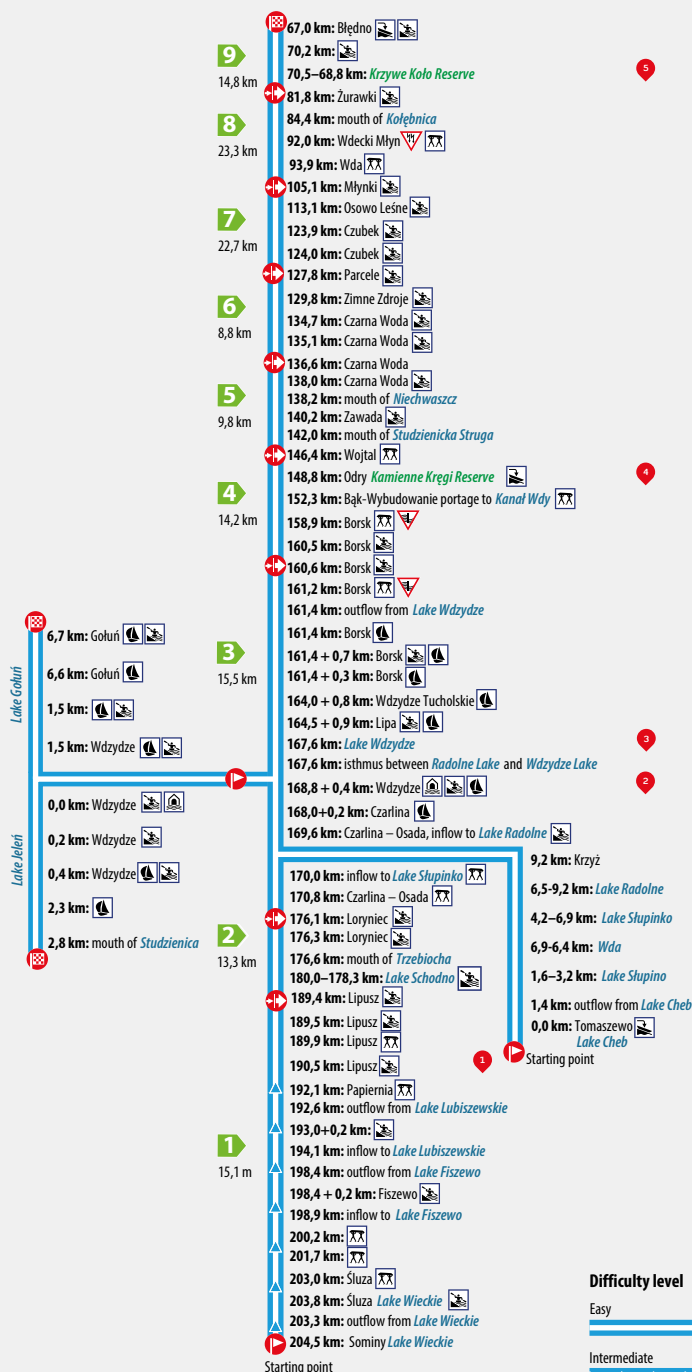 67,0 km: Błędno
9
70,2 km:
14,8 km
70,5–68,8 km: Krzywe Koło Reserve
5
81,8 km: Żurawki
8
84,4 km: mouth of Kołębnica
23,3 km
92,0 km: Wdecki Młyn
93,9 km: Wda
105,1 km: Młynki
7
113,1 km: Osowo Leśne
22,7 km
123,9 km: Czubek
124,0 km: Czubek
127,8 km: Parcele
6
129,8 km: Zimne Zdroje
8,8 km
134,7 km: Czarna Woda
135,1 km: Czarna Woda
136,6 km: Czarna Woda
138,0 km: Czarna Woda
5
138,2 km: mouth of Niechwaszcz
9,8 km
140,2 km: Zawada
142,0 km: mouth of Studzienicka Struga
146,4 km: Wojtal
148,8 km: Odry Kamienne Kręgi Reserve
4
4
152,3 km: Bąk-Wybudowanie portage to Kanał Wdy
14,2 km
158,9 km: Borsk
160,5 km: Borsk
160,6 km: Borsk
161,2 km: Borsk
161,4 km: outflow from Lake Wdzydze
161,4 km: Borsk
3
15,5 km
161,4 + 0,7 km: Borsk
161,4 + 0,3 km: Borsk
164,0 + 0,8 km: Wdzydze Tucholskie
164,5 + 0,9 km: Lipa
167,6 km: Lake Wdzydze
3
167,6 km: isthmus between Radolne Lake and Wdzydze Lake
168,8 + 0,4 km: Wdzydze
2
168,0+0,2 km: Czarlina
169,6 km: Czarlina – Osada, inflow to Lake Radolne
Lake Gołuń
6,7 km: Gołuń
6,6 km: Gołuń
1,5 km:
1,5 km: Wdzydze
Lake Jeleń
0,0 km: Wdzydze
0,2 km: Wdzydze
0,4 km: Wdzydze
2,3 km:
2,8 km: mouth of Studzienica
170,0 km: inflow to Lake Słupinko
170,8 km: Czarlina – Osada
2
176,1 km: Loryniec
13,3 km
176,3 km: Loryniec
176,6 km: mouth of Trzebiocha
180,0–178,3 km: Lake Schodno
189,4 km: Lipusz
189,5 km: Lipusz
189,9 km: Lipusz
190,5 km: Lipusz
1
9,2 km: Krzyż
6,5-9,2 km: Lake Radolne
4,2–6,9 km: Lake Słupinko
6,9-6,4 km: Wda
1,6–3,2 km: Lake Słupino
1,4 km: outflow from Lake Cheb
0,0 km: Tomaszewo
Lake Cheb
Starting point
192,1 km: Papiernia
192,6 km: outflow from Lake Lubiszewskie
193,0+0,2 km:
1
194,1 km: inflow to Lake Lubiszewskie
15,1 m
198,4 km: outflow from Lake Fiszewo
198,4 + 0,2 km: Fiszewo
198,9 km: inflow to Lake Fiszewo
200,2 km:
201,7 km:
203,0 km: Śluza
203,8 km: Śluza Lake Wieckie
203,3 km: outflow from Lake Wieckie
204,5 km: Sominy Lake Wieckie
Starting point
Difficulty level
Easy
Intermediate